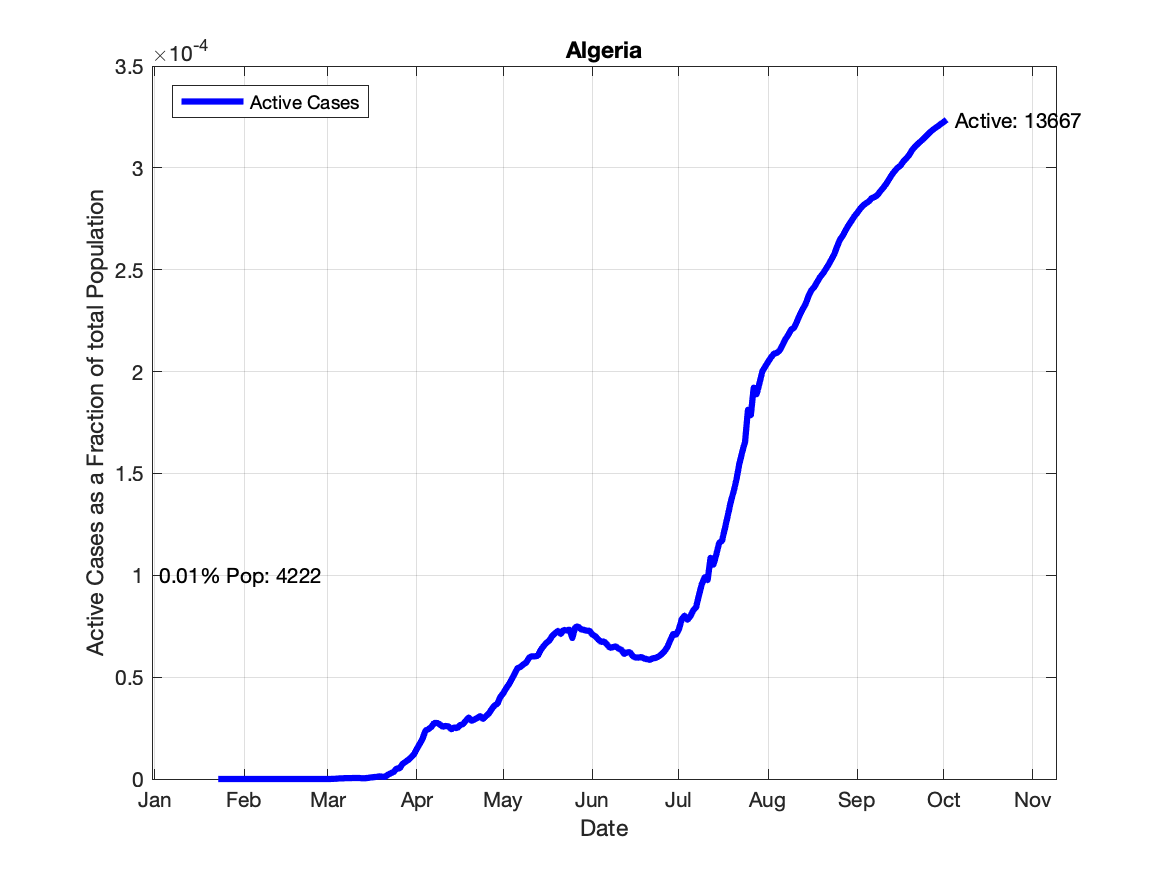 Algeria
×10-4
Active Cases
Active: 13667
0.01% Pop: 4222
3.5
3
2.5
2
1.5
1
0.5
0
Active Cases as a Fraction of total Population
Jan Feb Mar Apr May Jun Jul Aug Sep Oct Nov
Date